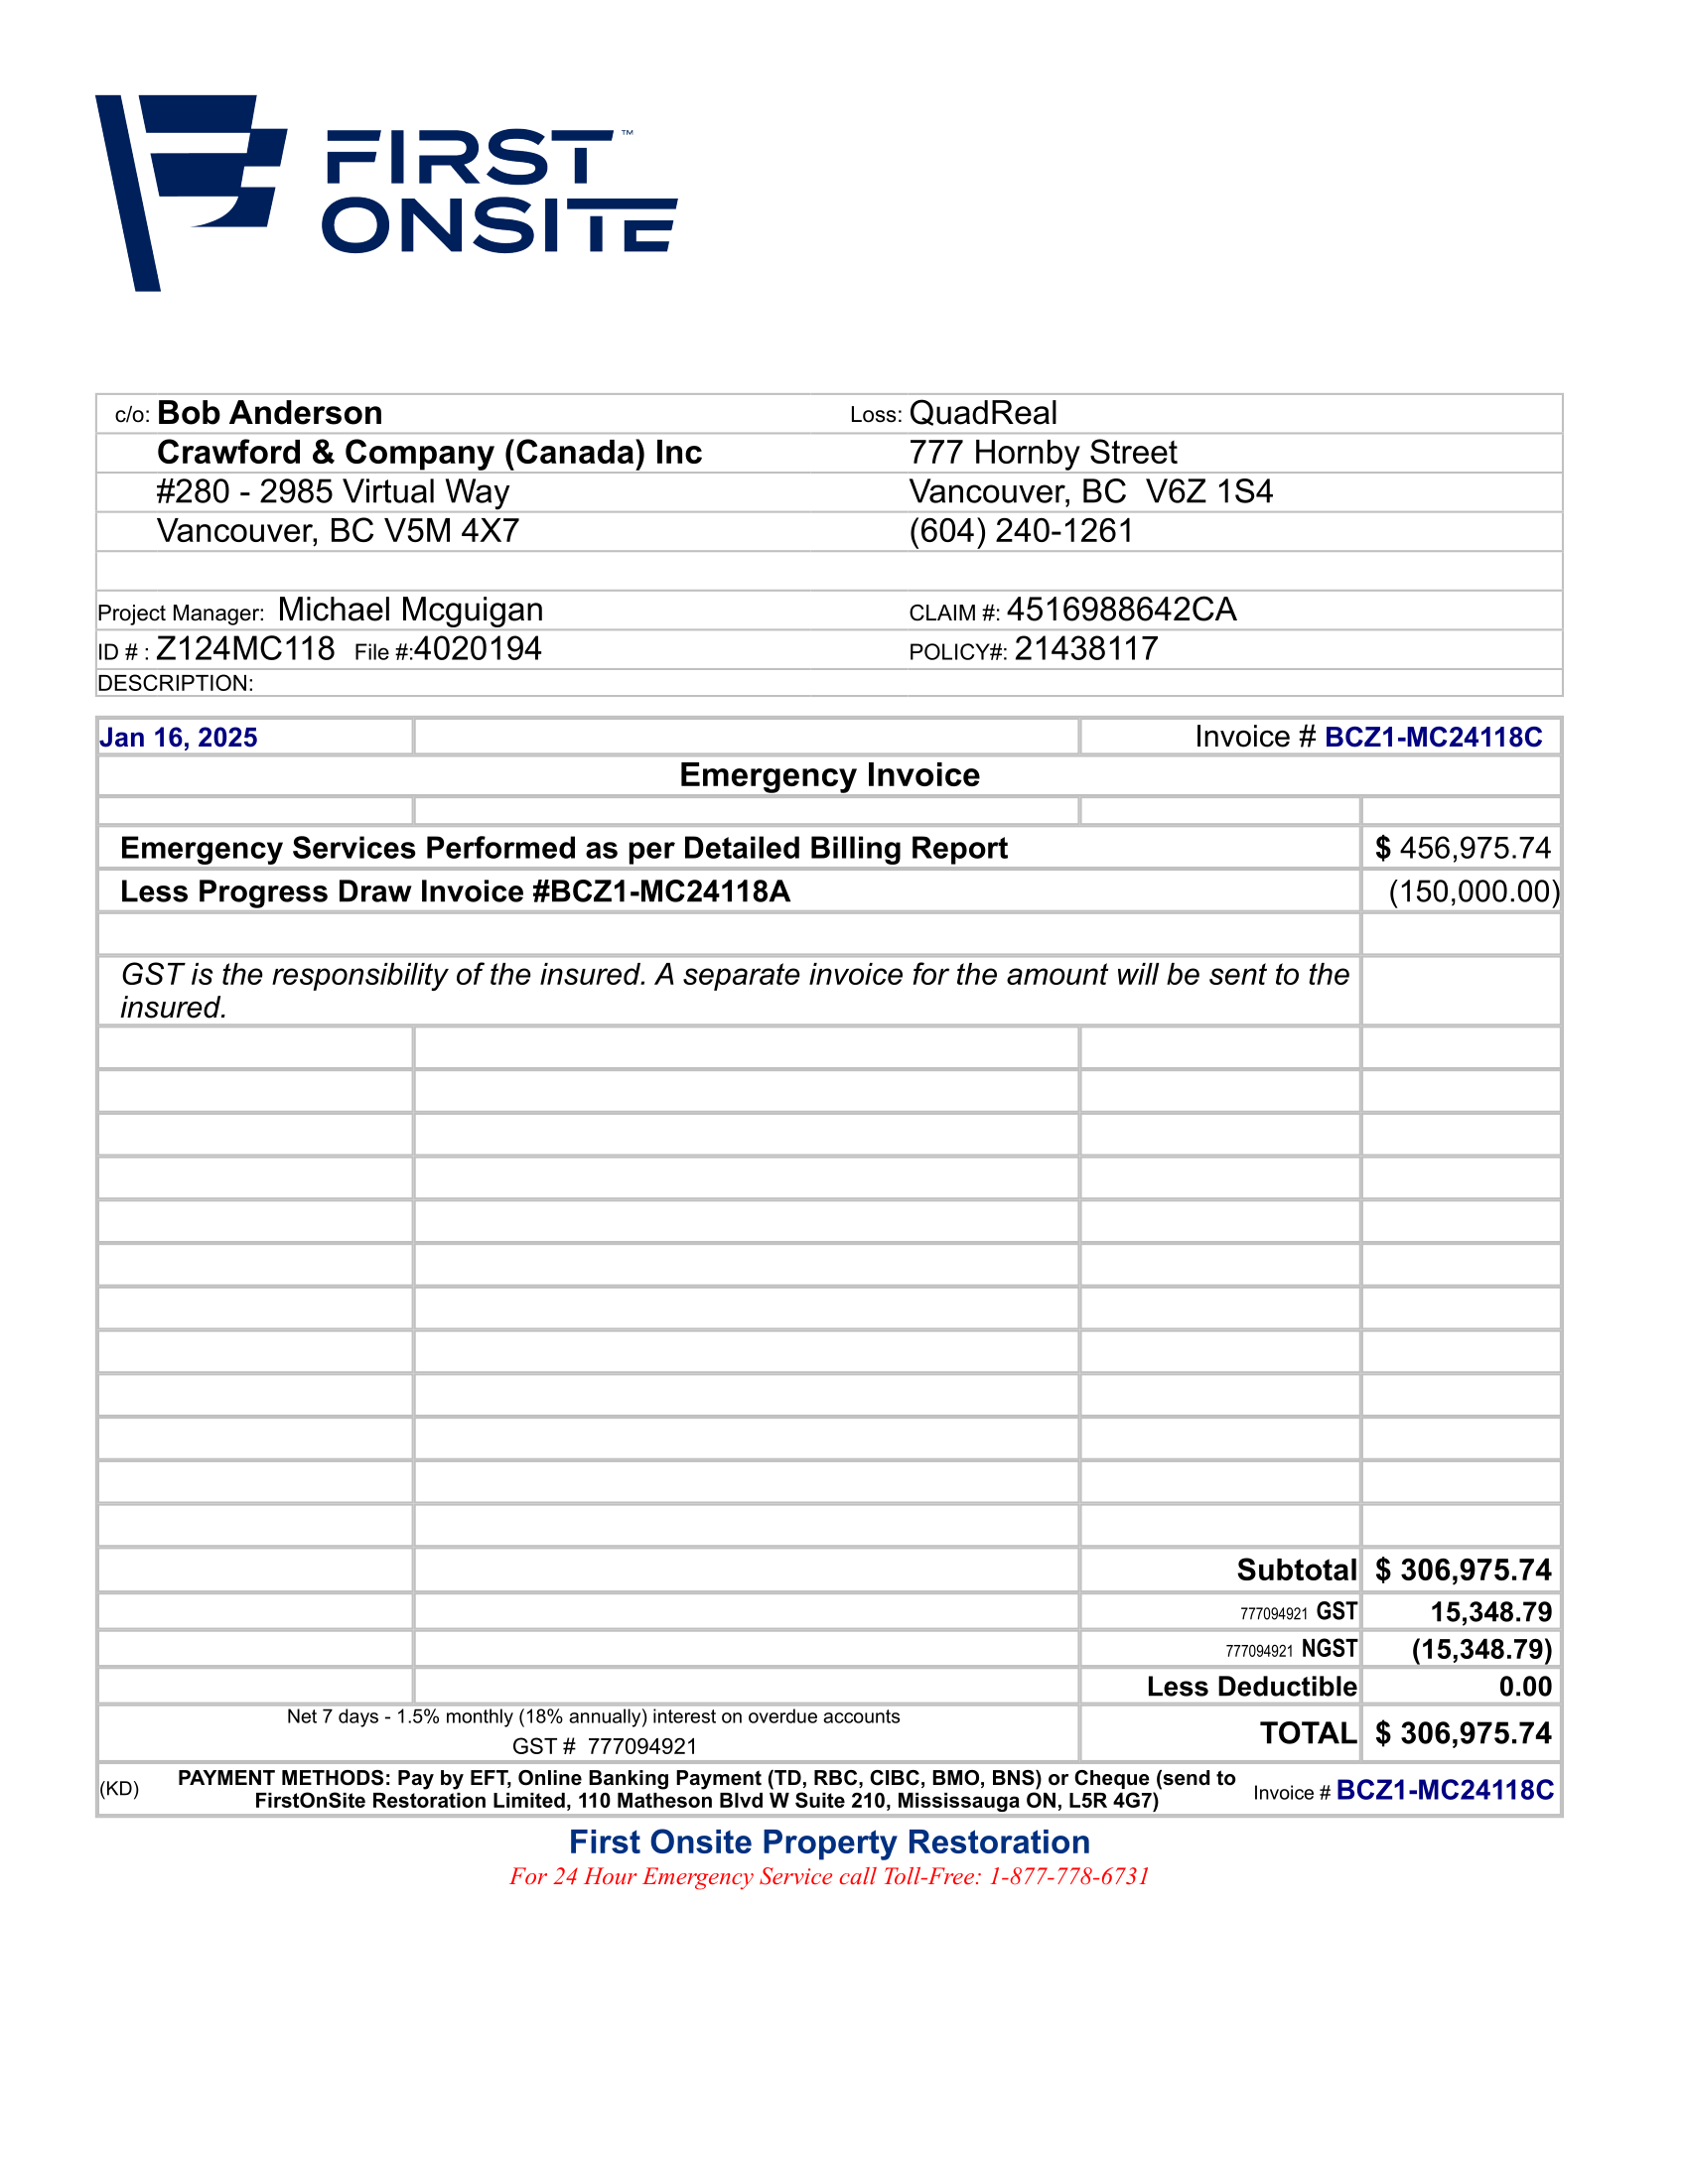 FIRST™
ONSITE
c/o: Bob Anderson Loss: QuadReal
Crawford & Company (Canada) Inc 777 Hornby Street
#280 - 2985 Virtual Way Vancouver, BC  V6Z 1S4
Vancouver, BC V5M 4X7 (604) 240-1261
Project Manager: Michael Mcguigan CLAIM #: 4516988642CA
ID # : Z124MC118 File #:4020194 POLICY#: 21438117
DESCRIPTION:
Jan 16, 2025 Invoice # BCZ1-MC24118C
Emergency Invoice
Emergency Services Performed as per Detailed Billing Report $ 456,975.74
Less Progress Draw Invoice #BCZ1-MC24118A (150,000.00)
GST is the responsibility of the insured. A separate invoice for the amount will be sent to the
insured.
Subtotal $ 306,975.74
777094921 GST 15,348.79
777094921 NGST (15,348.79)
Less Deductible 0.00
Net 7 days - 1.5% monthly (18% annually) interest on overdue accounts
GST #  777094921
TOTAL $ 306,975.74
(KD) PAYMENT METHODS: Pay by EFT, Online Banking Payment (TD, RBC, CIBC, BMO, BNS) or Cheque (send to
FirstOnSite Restoration Limited, 110 Matheson Blvd W Suite 210, Mississauga ON, L5R 4G7)
Invoice # BCZ1-MC24118C
First Onsite Property Restoration
For 24 Hour Emergency Service call Toll-Free: 1-877-778-6731